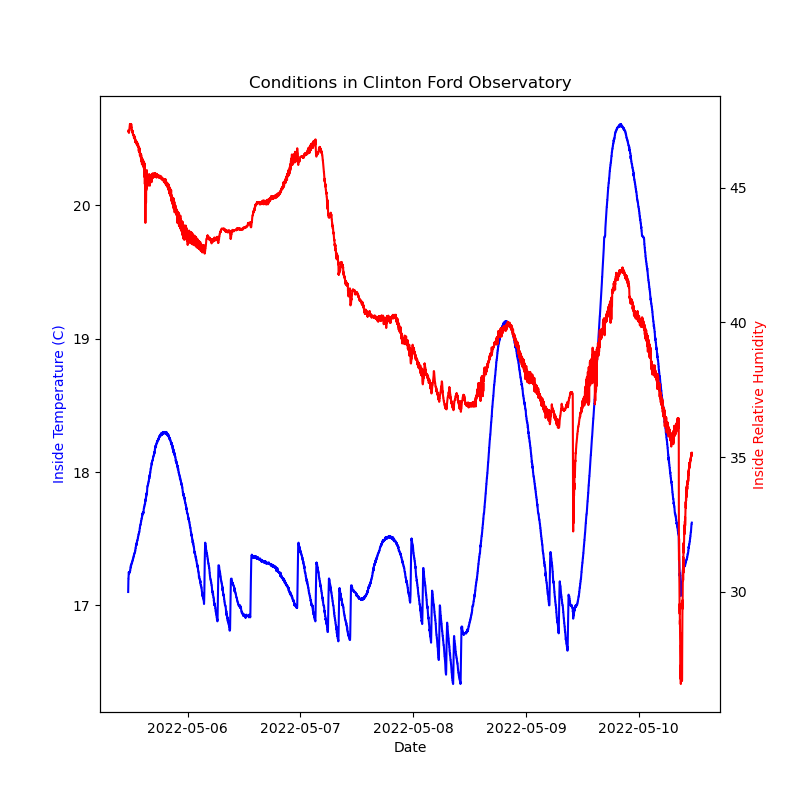 Conditions in Clinton Ford Observatory
20
19
18
17
Inside Temperature (C)
45
40
35
30
Inside Relative Humidity
2022-05-06 2022-05-07 2022-05-08 2022-05-09 2022-05-10
Date